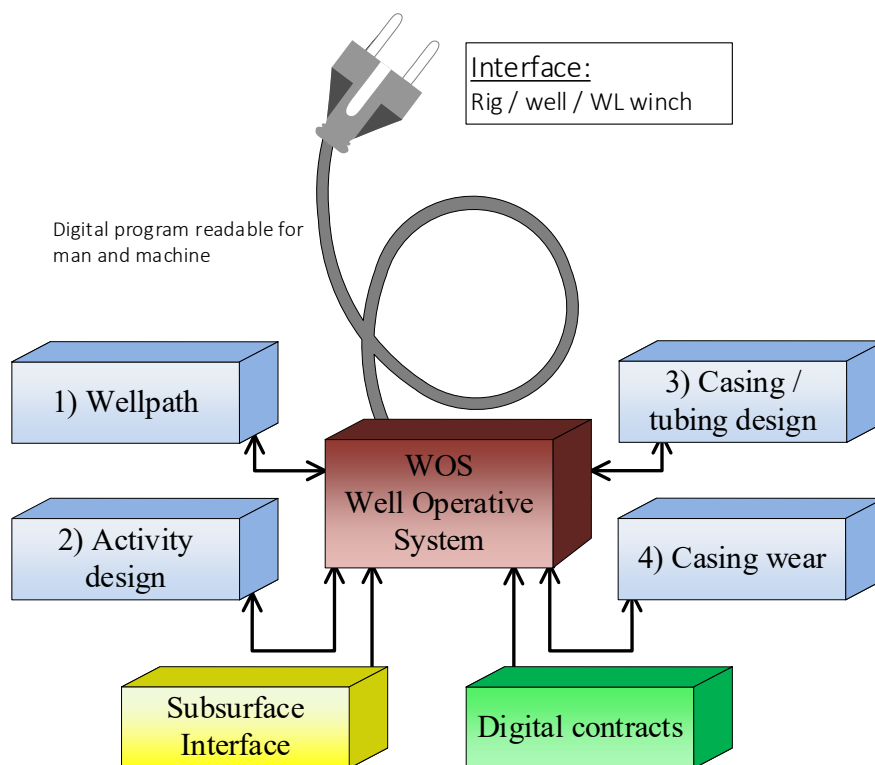 Interface:
Rig / well / WL winch
Digital program readable for
man and machine
1) Wellpath
3) Casing /
tubing design
WOS
Well Operative
System
2) Activity
design
4) Casing wear
Subsurface
Interface
Digital contracts